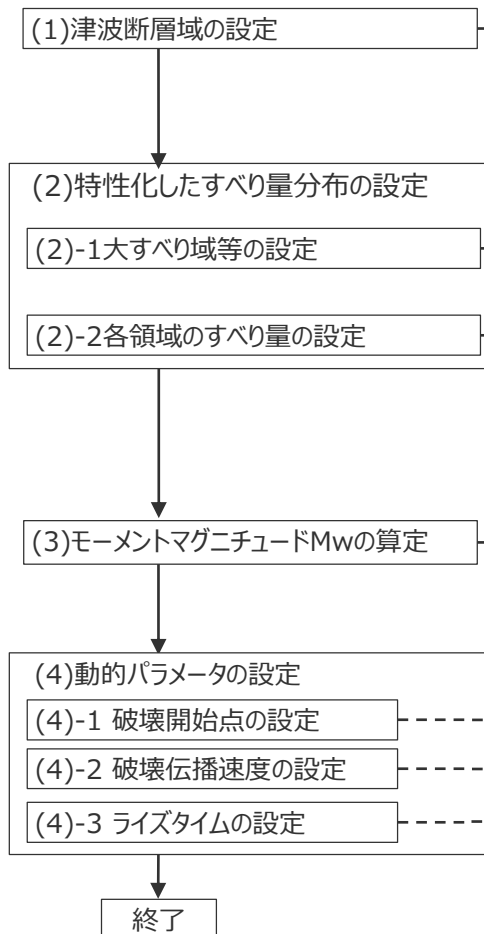 (1)津波断層域の設定
(2)特性化したすべり量分布の設定
(2)-1大すべり域等の設定
(2)-2各領域のすべり量の設定
(3)モーメントマグニチュードMwの算定
(4)動的パラメータの設定
(4)-1 破壊開始点の設定
(4)-2 破壊伝播速度の設定
(4)-3 ライズタイムの設定
終了